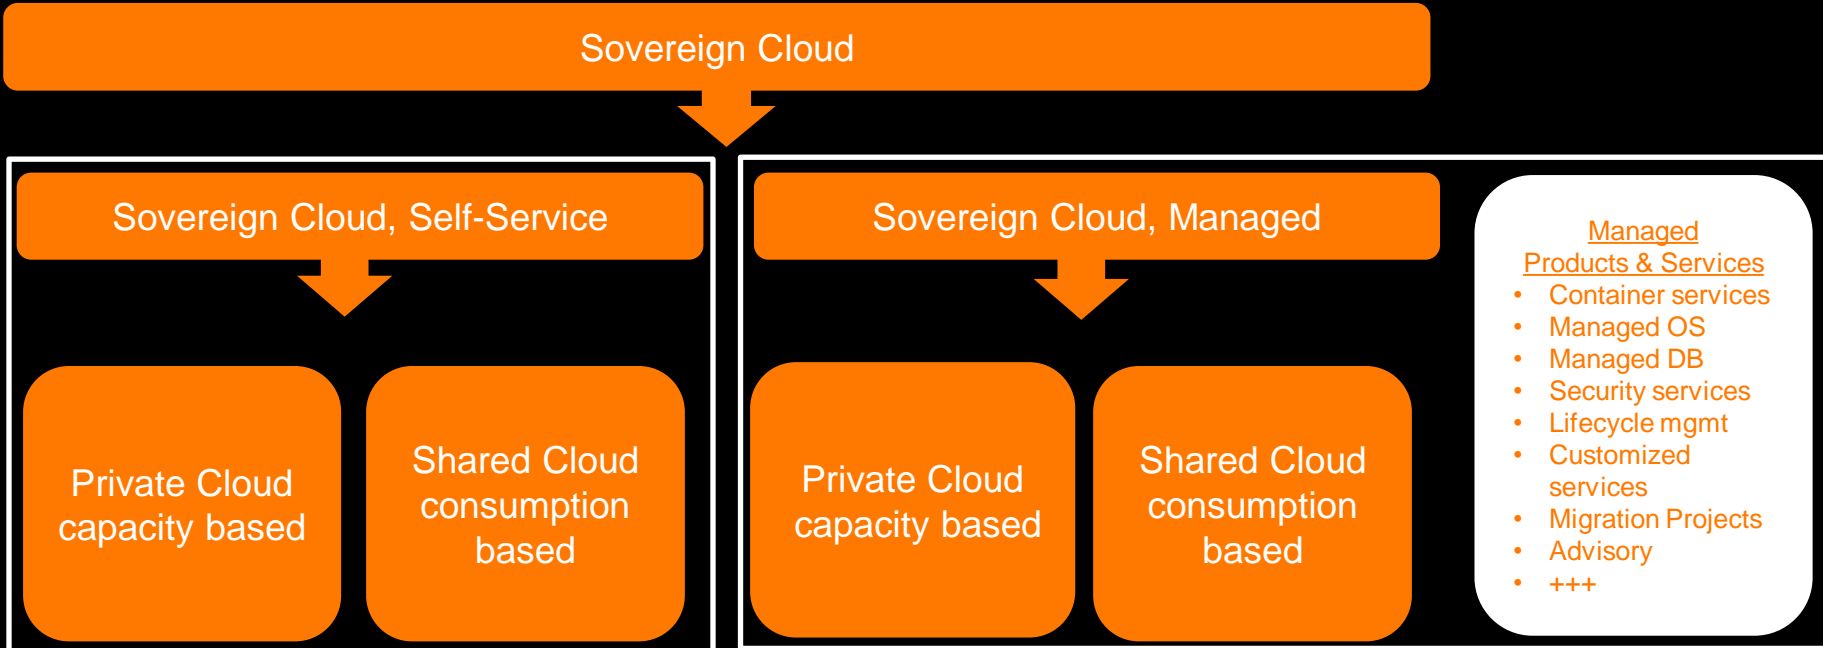 Sovereign Cloud
Sovereign Cloud, Self-Service
Private Cloud
capacity based
Shared Cloud
consumption
based
Sovereign Cloud, Managed
Private Cloud
capacity based
Shared Cloud
consumption
based
Managed
Products & Services
• Container services
• Managed OS
• Managed DB
• Security services
• Lifecycle mgmt
• Customized
services
• Migration Projects
• Advisory
• +++